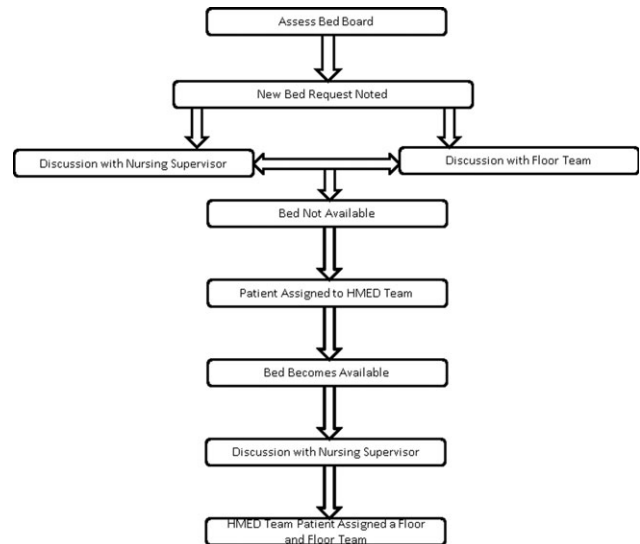 Assess Bed Board
New Bed Request Noted
Discussion with Nursing Supervisor
Discussion with Floor Team
Bed Not Available
Patient Assigned to HMED Team
Bed Becomes Available
Discussion with Nursing Supervisor
HMED Team Patient Assigned a Floor
and Floor Team